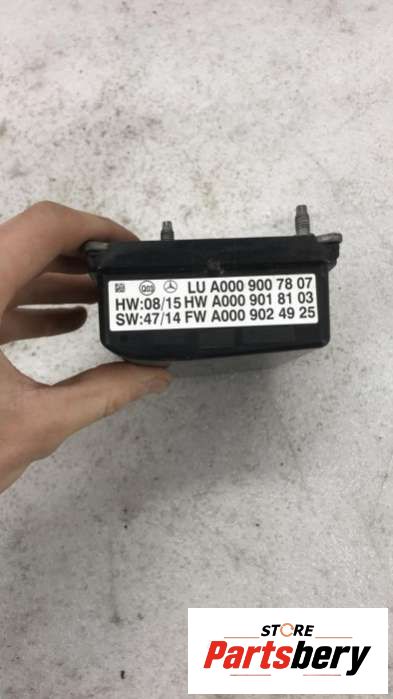 LU A000 900 78 07
HW:08/15 HW A000 901 81 03
SW:47/14 FW A000 902 49 25
STORE
Partsbery